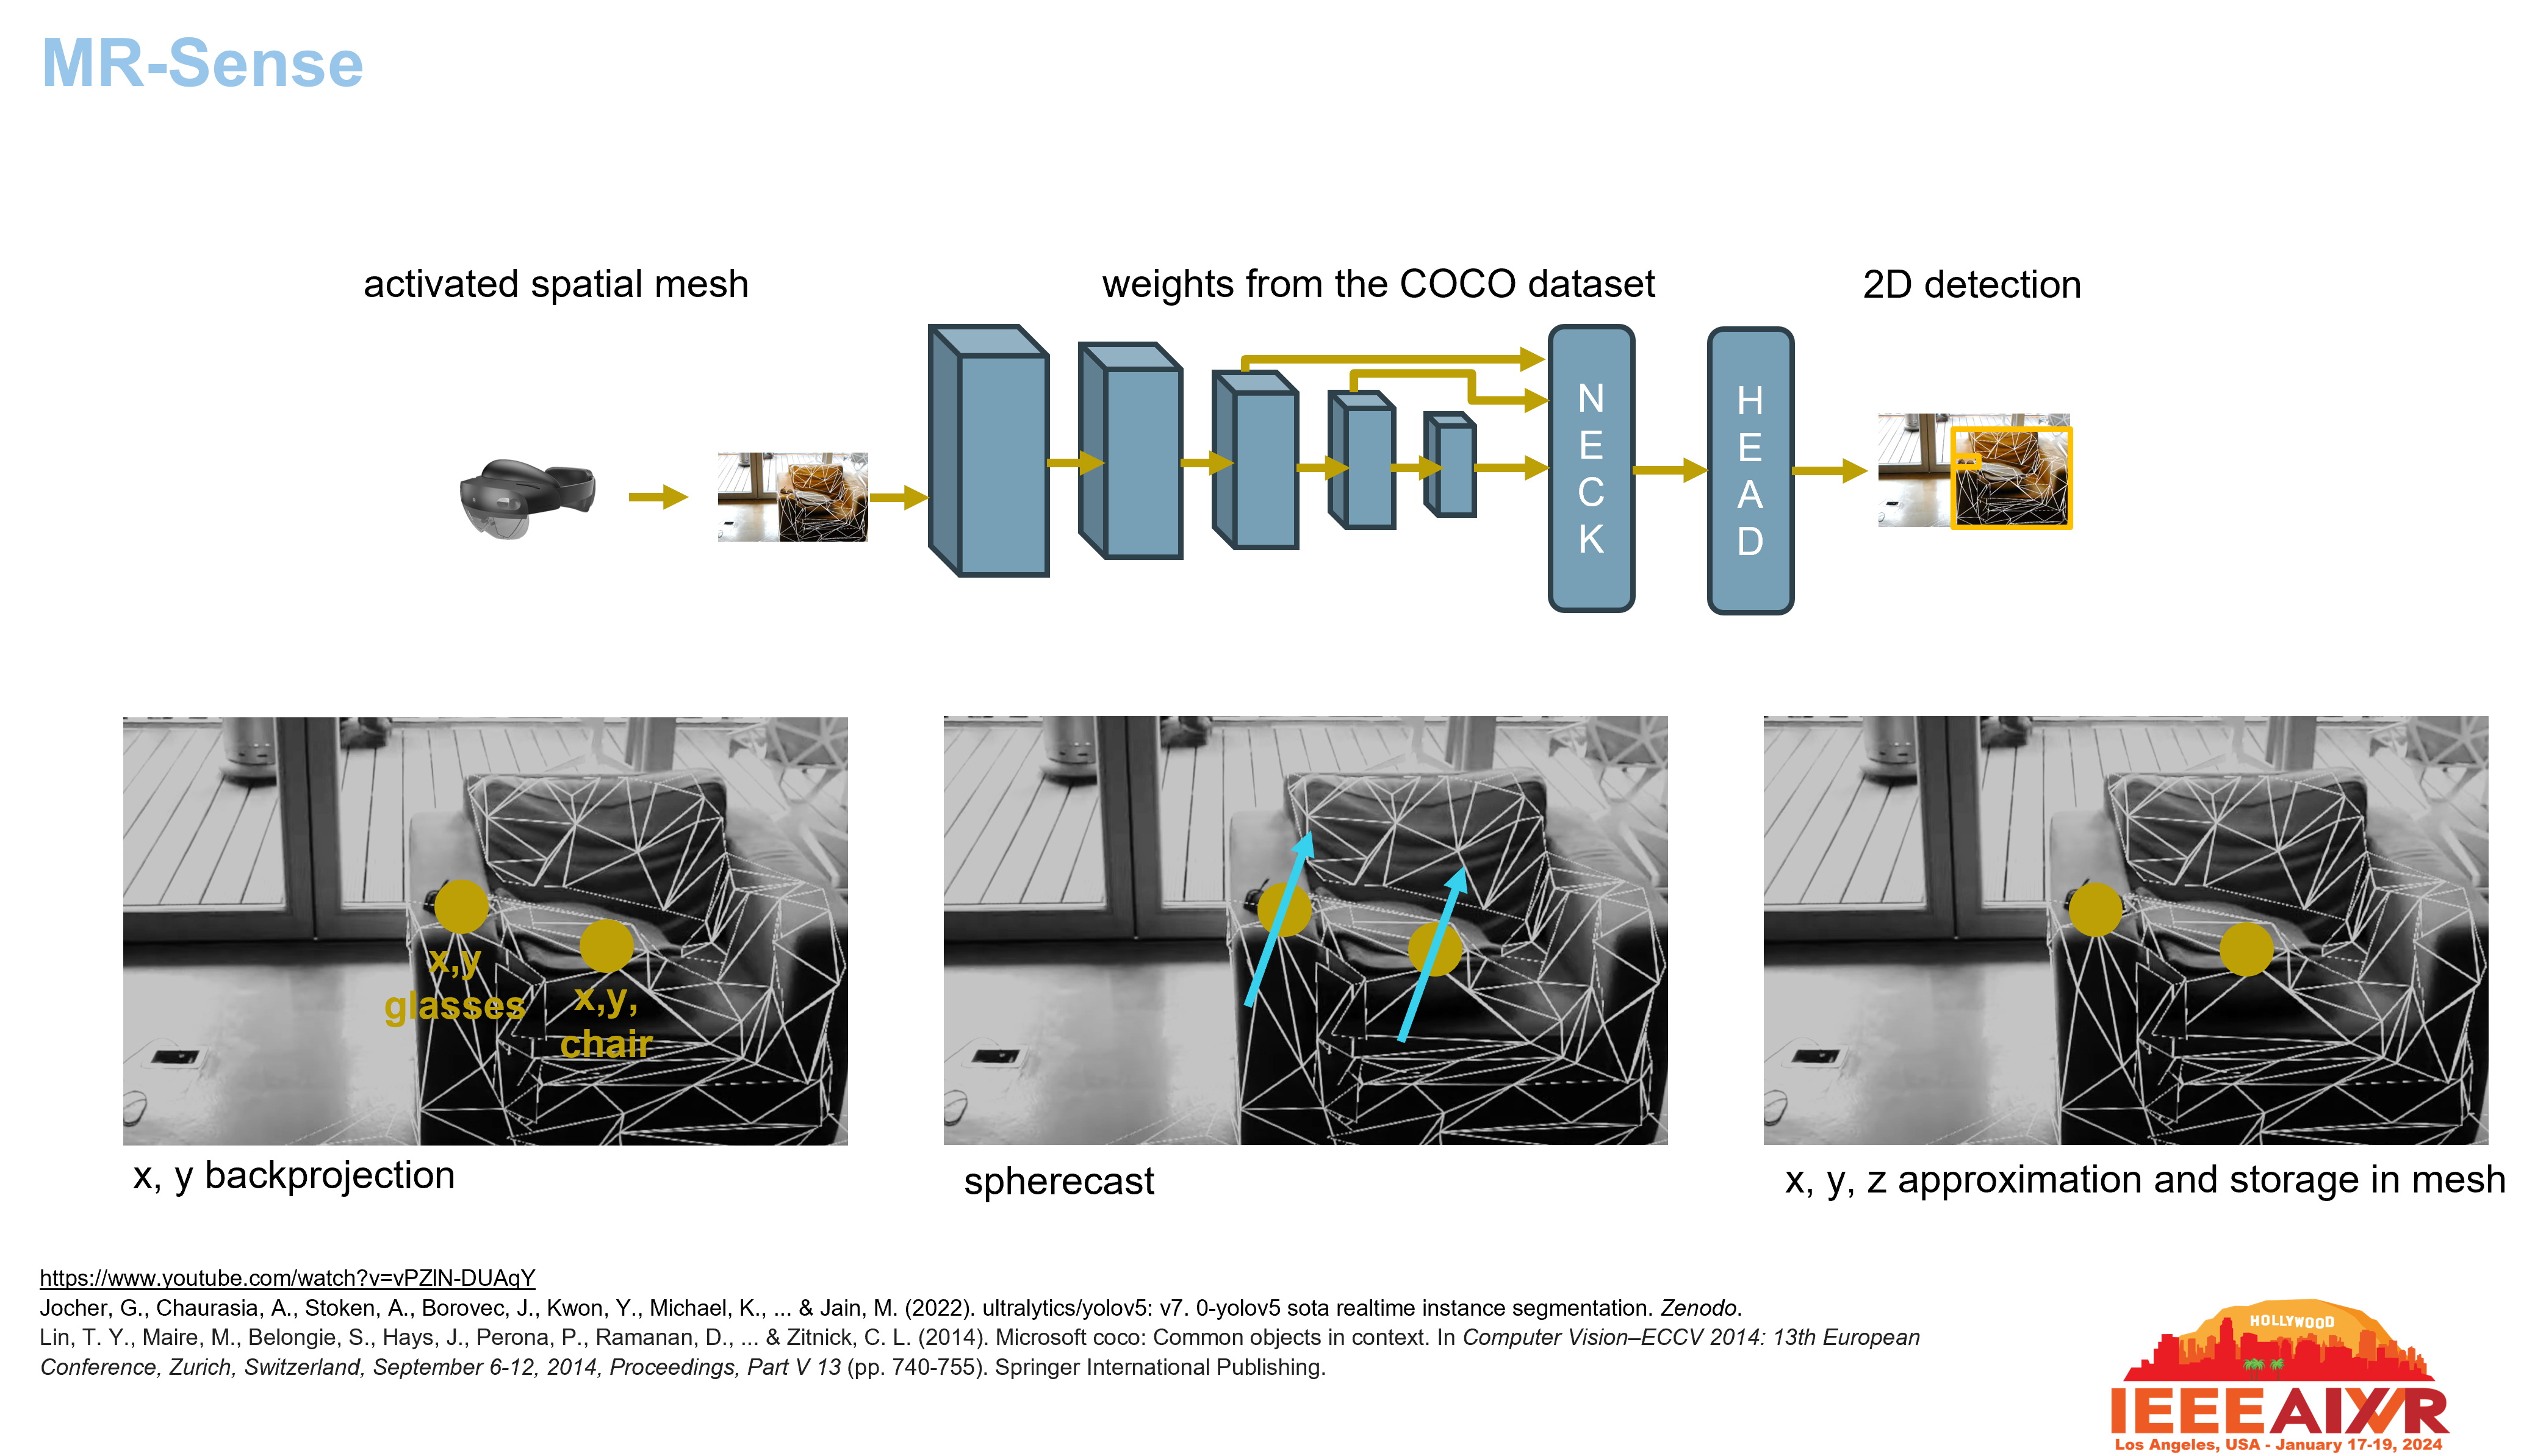 MR-Sense
activated spatial mesh
weights from the COCO dataset
2D detection
NECK
HEAD
x,y
glasses
x,y,
chair
x, y backprojection
spherecast
x, y, z approximation and storage in mesh
https://www.youtube.com/watch?v=vPZlN-DUAqY
Jocher, G., Chaurasia, A., Stoken, A., Borovec, J., Kwon, Y., Michael, K., ... & Jain, M. (2022). ultralytics/yolov5: v7. 0-yolov5 sota realtime instance segmentation. Zenodo.
Lin, T. Y., Maire, M., Belongie, S., Hays, J., Perona, P., Ramanan, D., ... & Zitnick, C. L. (2014). Microsoft coco: Common objects in context. In Computer Vision–ECCV 2014: 13th European
Conference, Zurich, Switzerland, September 6-12, 2014, Proceedings, Part V 13 (pp. 740-755). Springer International Publishing.
HOLLYWOOD
IEEE AIXVR
Los Angeles, USA - January 17-19, 2024